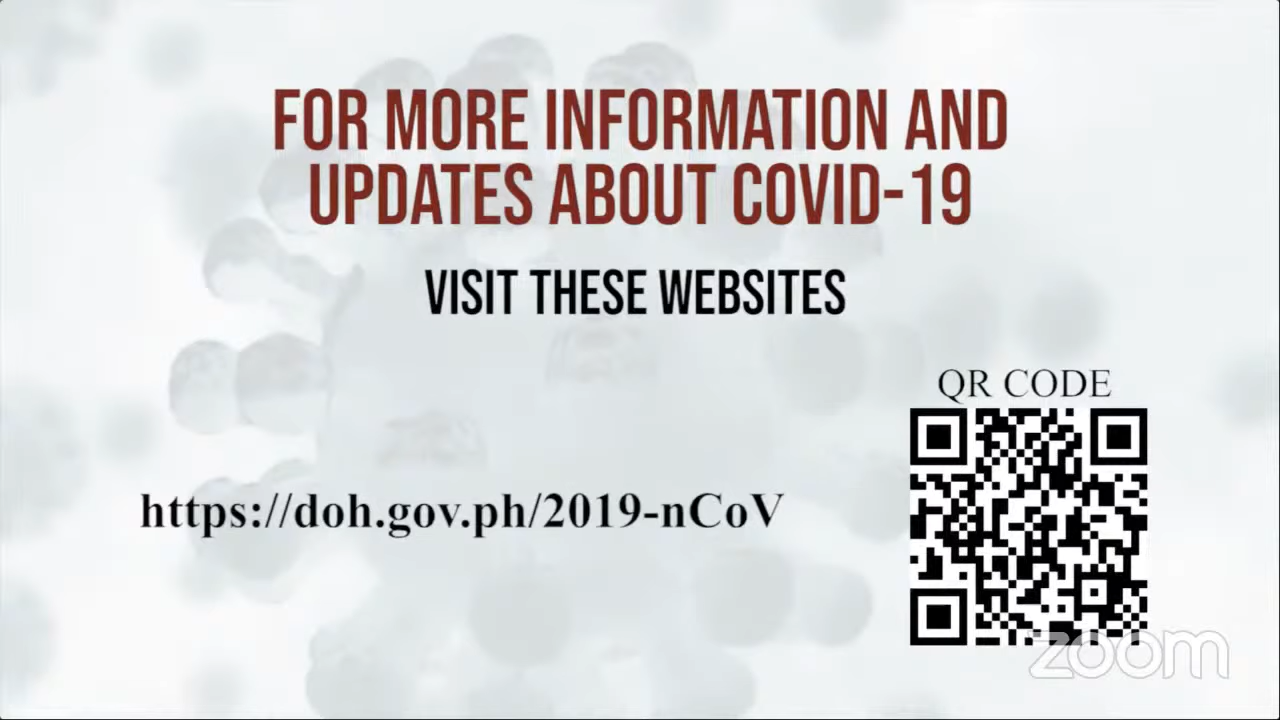 FOR MORE INFORMATION AND
UPDATES ABOUT COVID-19
VISIT THESE WEBSITES
QR CODE
https://doh.gov.ph/2019-nCoV
zoom